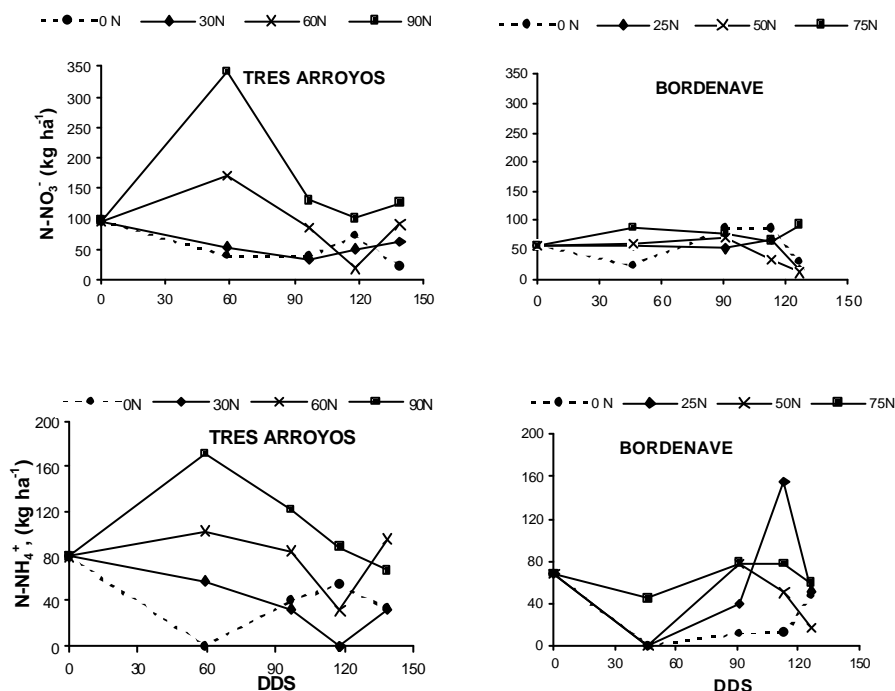 0 N 30N 60N 90N
TRES ARROYOS
N-NO₃⁻ (kg ha⁻¹)
350
300
250
200
150
100
50
0
0 30 60 90 120 150
0 N 25N 50N 75N
BORDENAVE
350
300
250
200
150
100
50
0
0 30 60 90 120 150
0N 30N 60N 90N
TRES ARROYOS
N-NH₄⁺, (kg ha⁻¹)
200
160
120
80
40
0
0 30 60 90 120 150
DDS
0 N 25N 50N 75N
BORDENAVE
200
160
120
80
40
0
0 30 60 90 120 150
DDS